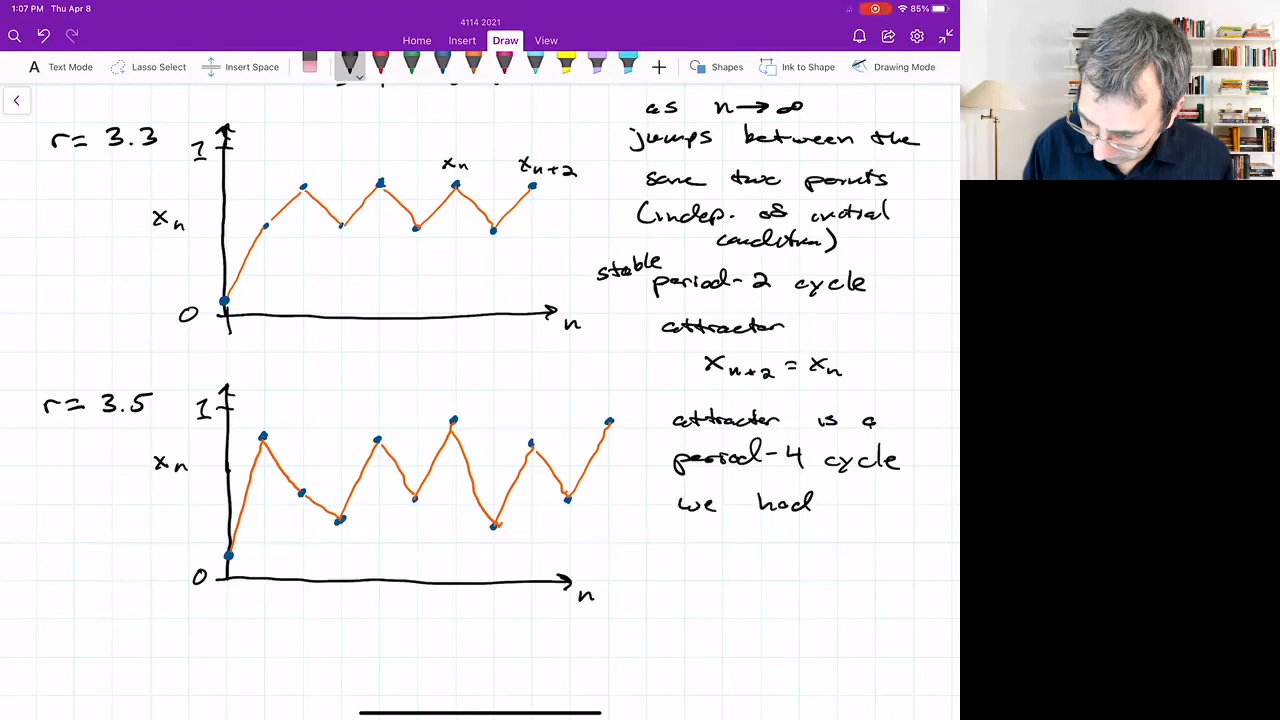 1:07 PM Thu Apr 8
85%
4114 2021
Home Insert Draw View
Text Mode Lasso Select Insert Space Shapes Ink to Shape Drawing Mode
r = 3.3
1
xₙ
0
n
xₙ
xₙ₊₂
as n → ∞
jumps between the
same two points
(indep. of initial
condition)
stable
period-2 cycle
attractor
xₙ₊₂ = xₙ
r = 3.5
1
xₙ
0
n
attractor is a
period-4 cycle
we had